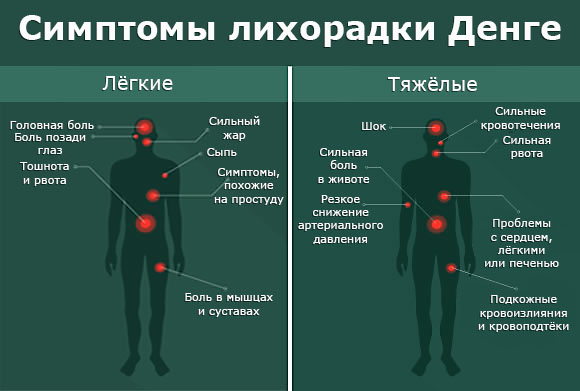 Симптомы лихорадки Денге
Лёгкие
Головная боль
Боль позади
глаз
Тошнота
и рвота
Сильный
жар
Сыпь
Симптомы,
похожие
на простуду
Боль в мышцах
и суставах
Тяжёлые
Шок
Сильная
боль
в животе
Резкое
снижение
артериального
давления
Сильные
кровотечения
Сильная
рвота
Проблемы
с сердцем,
лёгкими
или печенью
Подкожные
кровоизлияния
и кровоподтёки